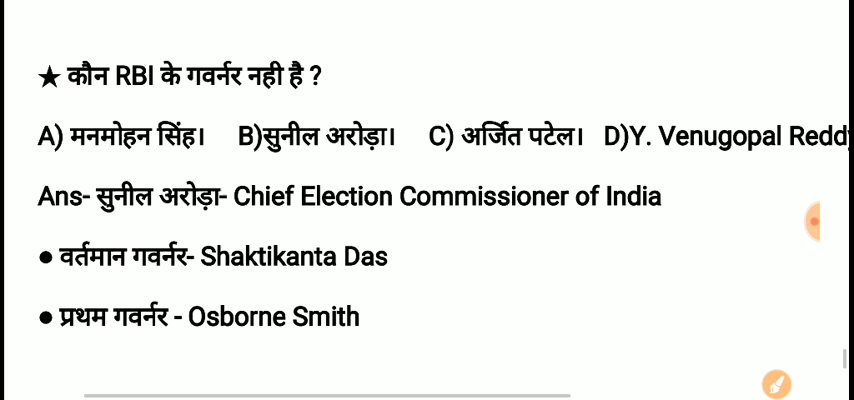 ★ कौन RBI के गवर्नर नही है ?
A) मनमोहन सिंह। B)सुनील अरोड़ा। C) अर्जित पटेल। D)Y. Venugopal Reddy
Ans- सुनील अरोड़ा- Chief Election Commissioner of India
● वर्तमान गवर्नर- Shaktikanta Das
● प्रथम गवर्नर - Osborne Smith